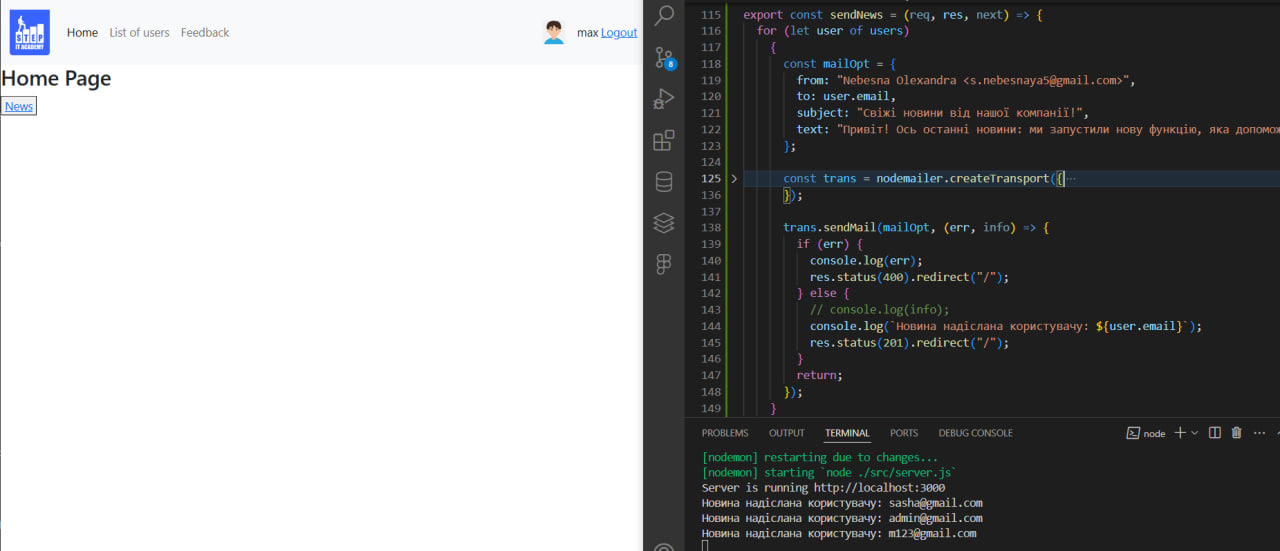 STEP
IT ACADEMY
Home
List of users
Feedback
max Logout
Home Page
News
8
115 export const sendNews = (req, res, next) => {
116 for (let user of users)
117 {
118 const mailOpt = {
119 from: "Nebesna Olexandra <s.nebesnaya5@gmail.com>",
120 to: user.email,
121 subject: "Свіжі новини від нашої компанії!",
122 text: "Привіт! Ось останні новини: ми запустили нову функцію, яка допомож
123 };
124
125 const trans = nodemailer.createTransport({ ···
136 });
137
138 trans.sendMail(mailOpt, (err, info) => {
139 if (err) {
140 console.log(err);
141 res.status(400).redirect("/");
142 } else {
143 // console.log(info);
144 console.log(`Новина надіслана користувачу: ${user.email}`);
145 res.status(201).redirect("/");
146 }
147 return;
148 });
149 }
PROBLEMS OUTPUT TERMINAL PORTS DEBUG CONSOLE node
[nodemon] restarting due to changes...
[nodemon] starting `node ./src/server.js`
Server is running http://localhost:3000
Новина надіслана користувачу: sasha@gmail.com
Новина надіслана користувачу: admin@gmail.com
Новина надіслана користувачу: m123@gmail.com